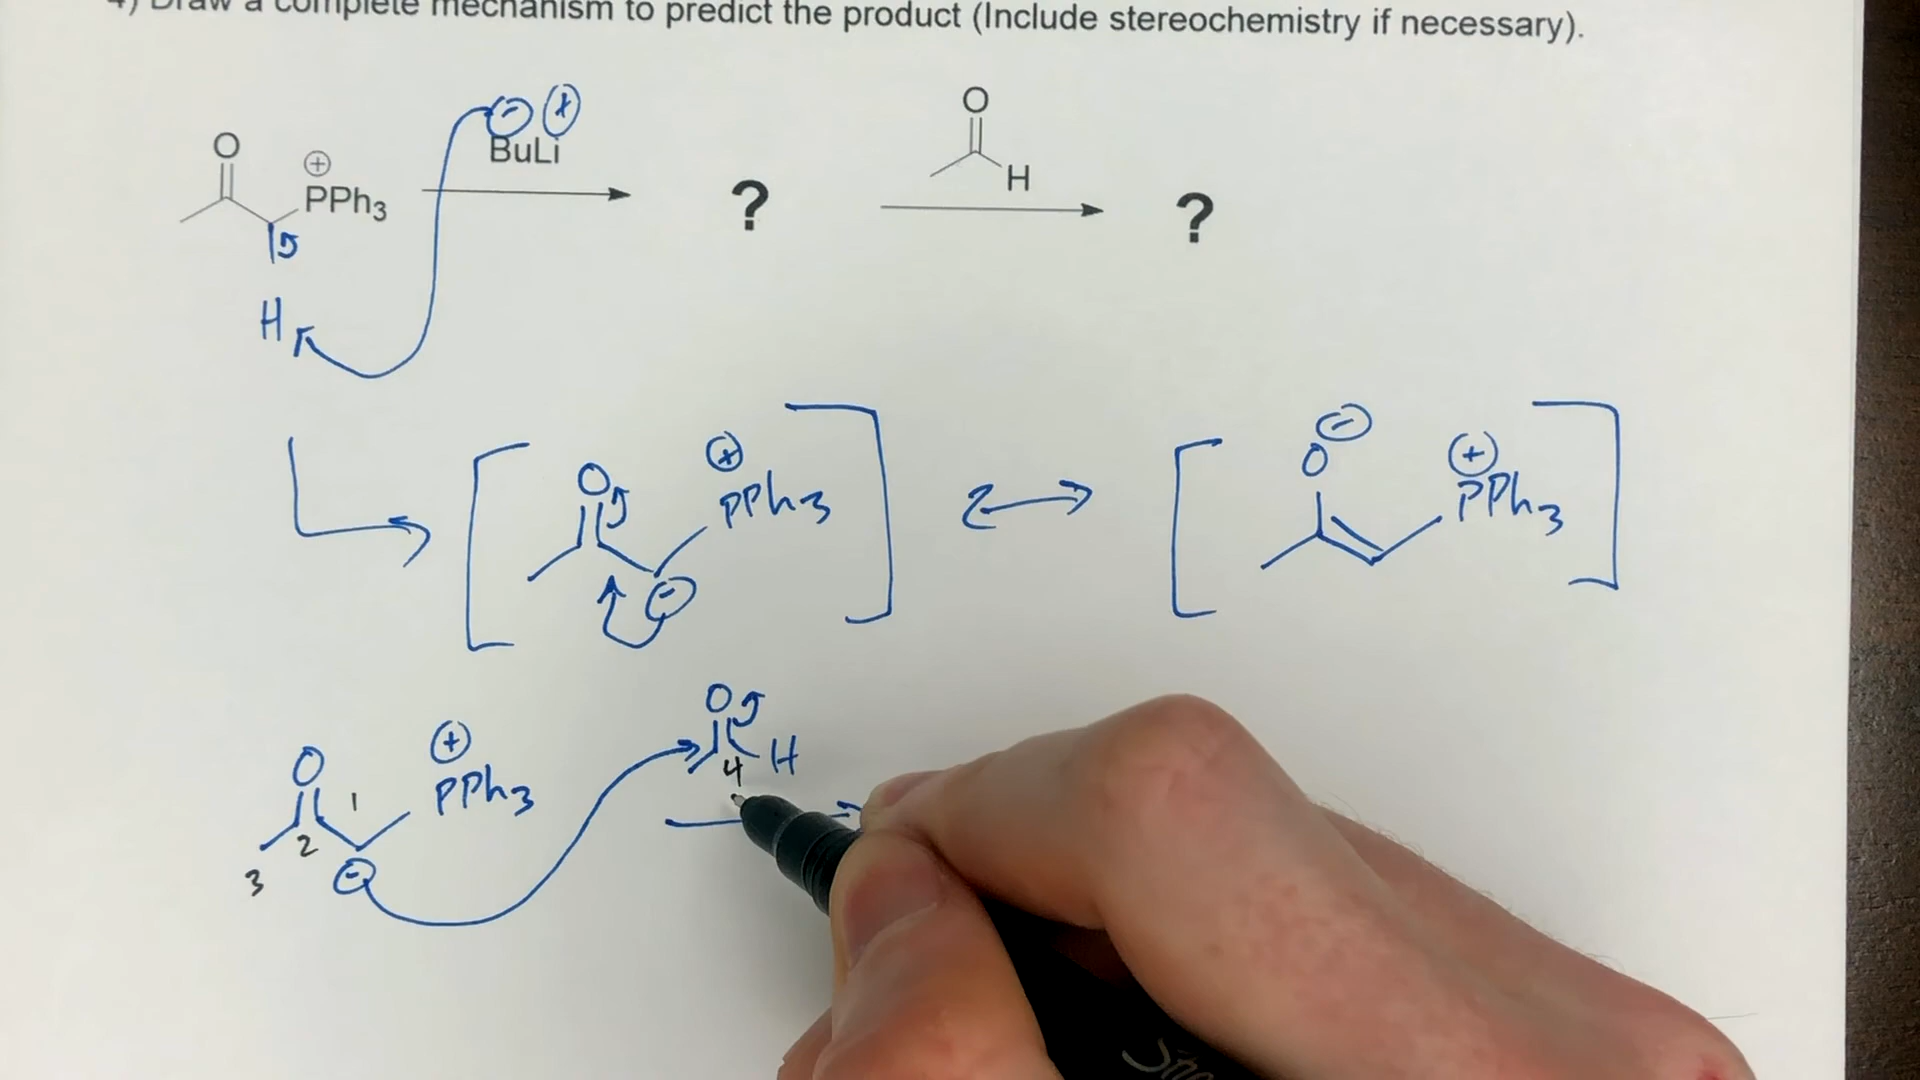 4) Draw a complete mechanism to predict the product (Include stereochemistry if necessary).
O
⊕
PPh3
H
⊖ ⊕
BuLi
?
O
H
?
O
⊕
PPh3
⊖
O ⊖
⊕
PPh3
O
⊕
PPh3
1
2
3
⊖
O
H
4